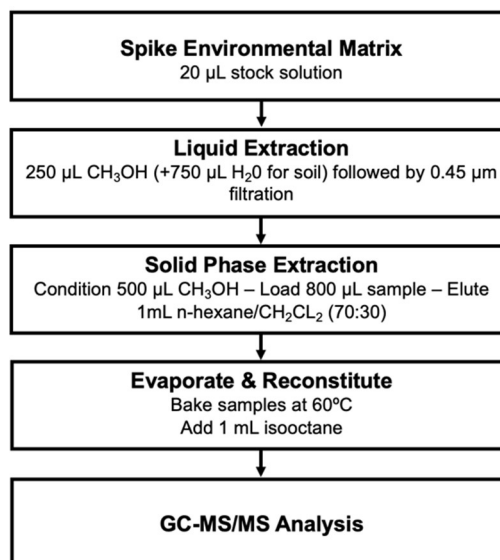 Spike Environmental Matrix
20 µL stock solution
Liquid Extraction
250 µL CH₃OH (+750 µL H₂0 for soil) followed by 0.45 µm
filtration
Solid Phase Extraction
Condition 500 µL CH₃OH – Load 800 µL sample – Elute
1mL n-hexane/CH₂CL₂ (70:30)
Evaporate & Reconstitute
Bake samples at 60ºC
Add 1 mL isooctane
GC-MS/MS Analysis